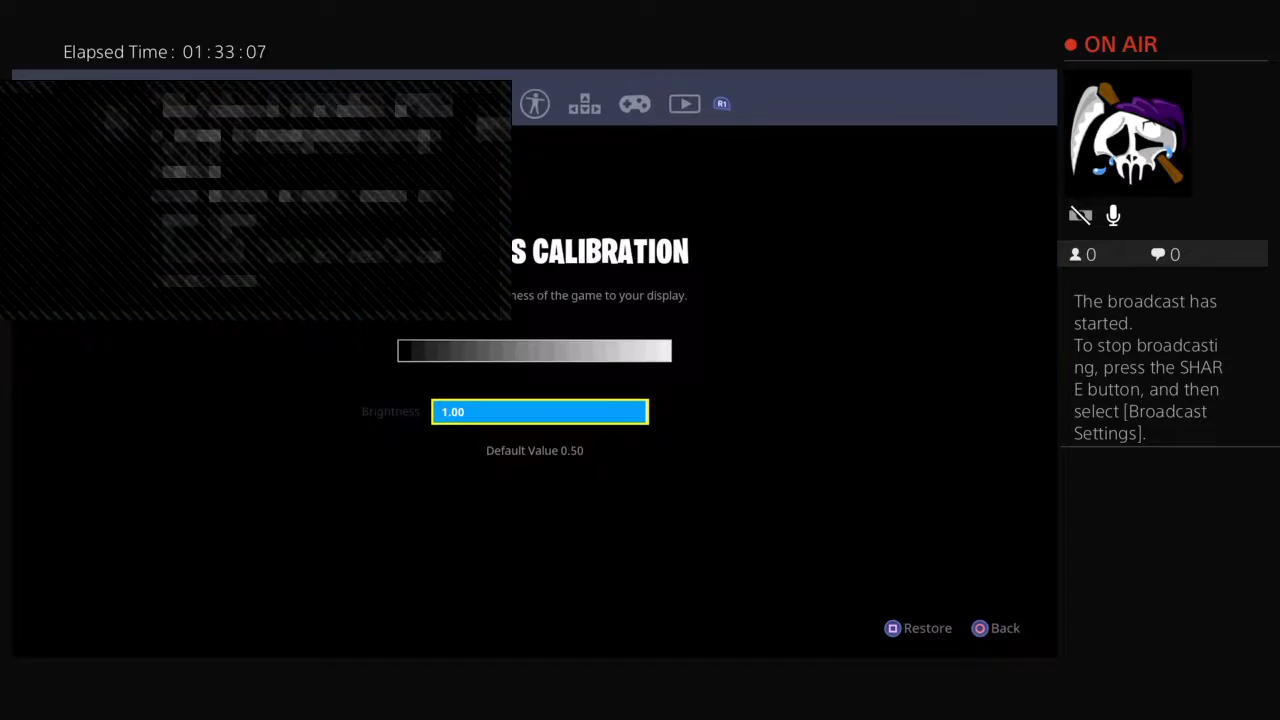 Elapsed Time: 01:33:07
ON AIR
R1
0 0
S CALIBRATION
ness of the game to your display.
Brightness 1.00
Default Value 0.50
The broadcast has
started.
To stop broadcasti
ng, press the SHAR
E button, and then
select [Broadcast
Settings].
Restore Back